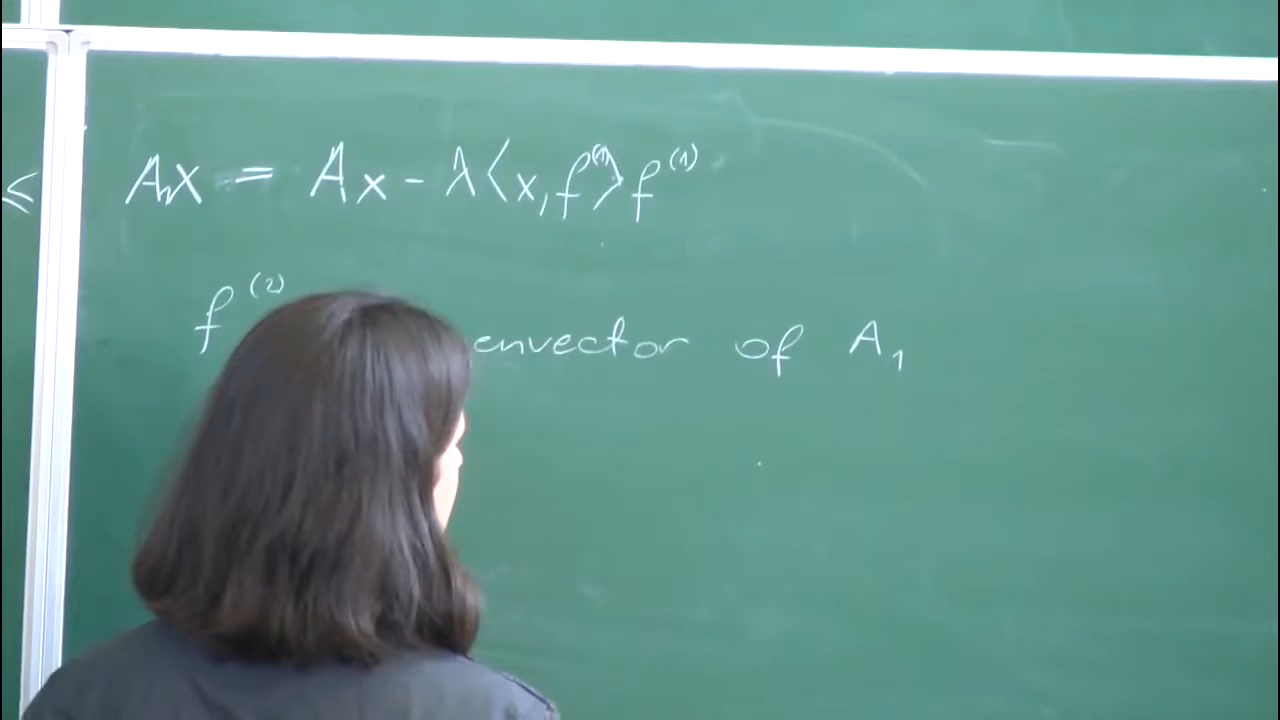 ≤
A₁x = Ax - λ⟨x, f⁽¹⁾⟩ f⁽¹⁾
f⁽²⁾ envector of A₁